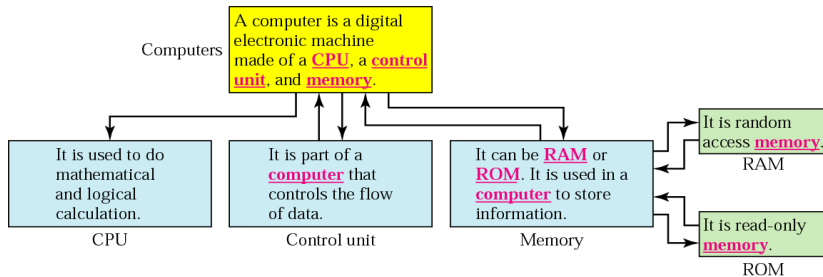 Computers
A computer is a digital
electronic machine
made of a CPU, a control
unit, and memory.
It is used to do
mathematical
and logical
calculation.
CPU
It is part of a
computer that
controls the flow
of data.
Control unit
It can be RAM or
ROM. It is used in a
computer to store
information.
Memory
It is random
access memory.
RAM
It is read-only
memory.
ROM